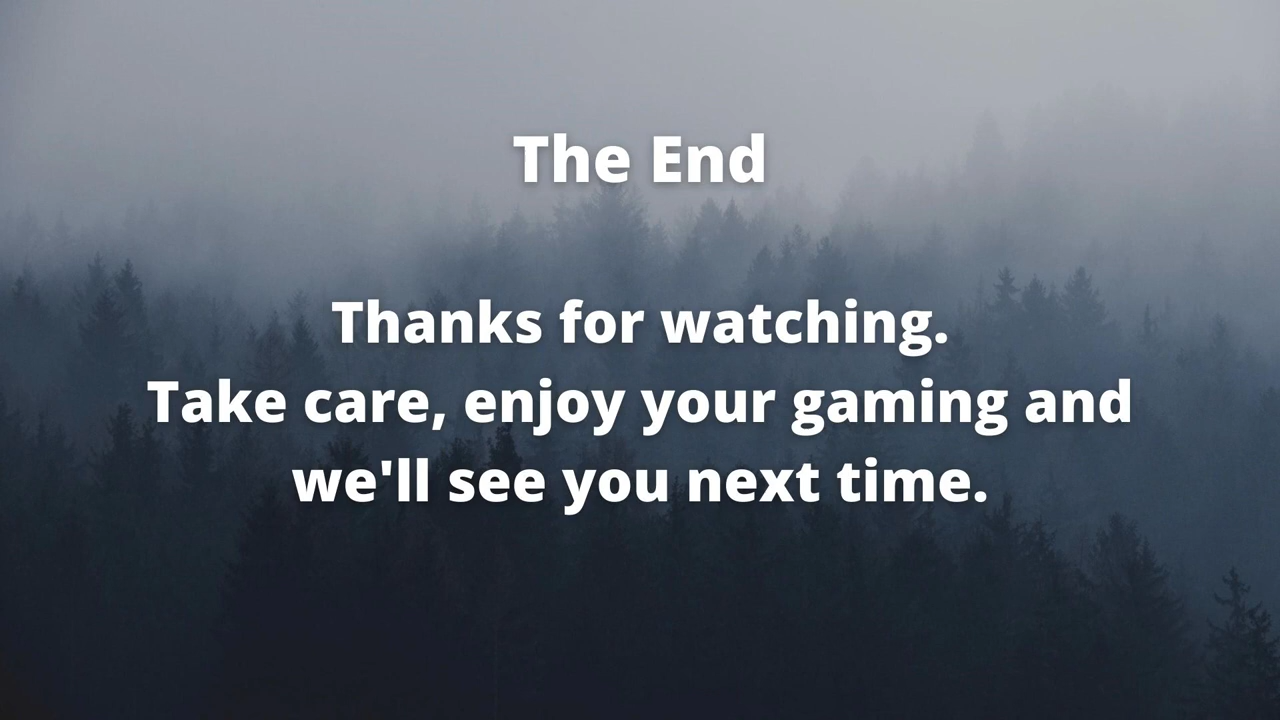 The End
Thanks for watching.
Take care, enjoy your gaming and
we'll see you next time.